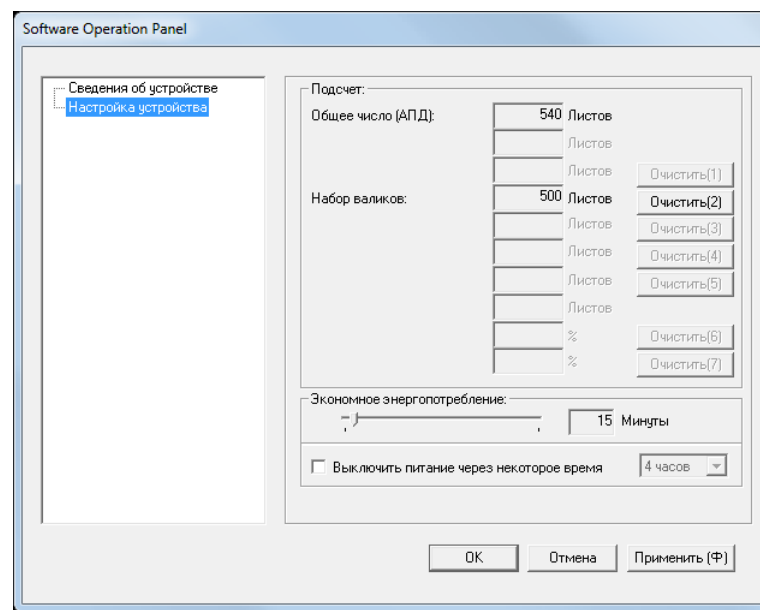 Software Operation Panel
Сведения об устройстве
Настройка устройства
Подсчет:
Общее число (АПД): 540 Листов
Листов
Листов Очистить(1)
Набор валиков: 500 Листов Очистить(2)
Листов Очистить(3)
Листов Очистить(4)
Листов Очистить(5)
Листов
% Очистить(6)
% Очистить(7)
Экономное энергопотребление:
15 Минуты
Выключить питание через некоторое время 4 часов
OK Отмена Применить (Ф)